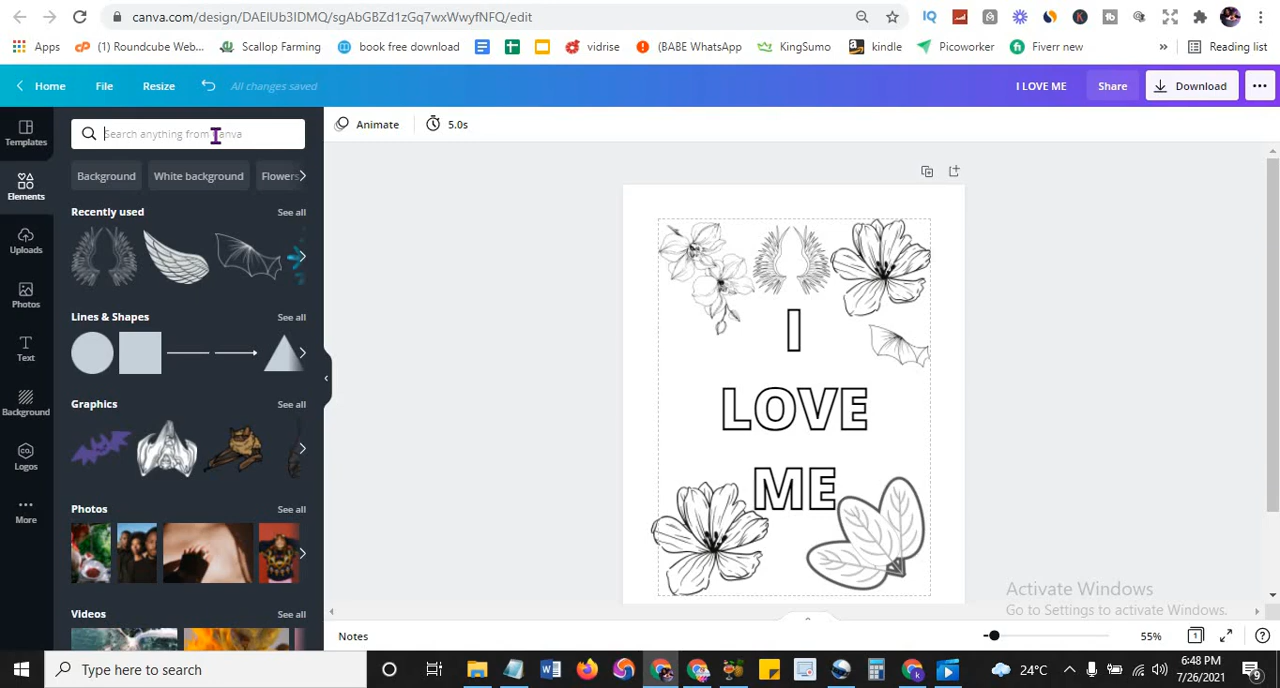 canva.com/design/DAEIUb3IDMQ/sgAbGBZd1zGq7wxWwyfNFQ/edit
Apps
(1) Roundcube Web...
Scallop Farming
book free download
vidrise
(BABE WhatsApp
KingSumo
kindle
Picoworker
Fiverr new
»
Reading list
Home
File
Resize
All changes saved
I LOVE ME
Share
Download
Templates
Search anything from Canva
Animate
5.0s
Elements
Background
White background
Flowers
Recently used
See all
Uploads
Photos
Lines & Shapes
See all
Text
Background
Graphics
See all
Logos
More
Photos
See all
Videos
See all
I
LOVE
ME
Activate Windows
Go to Settings to activate Windows.
Notes
55%
1
Type here to search
24°C
6:48 PM
7/26/2021
9